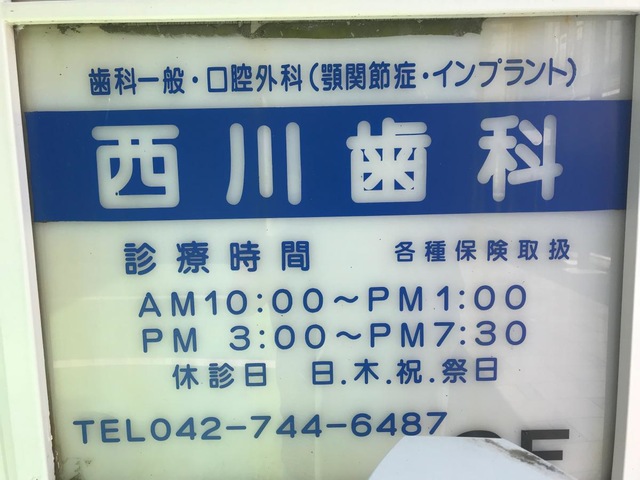 歯科一般・口腔外科(顎関節症・インプラント)
西川歯科
診療時間 各種保険取扱
AM10:00～PM1:00
PM 3:00～PM7:30
休診日 日.木.祝.祭日
TEL042-744-6487